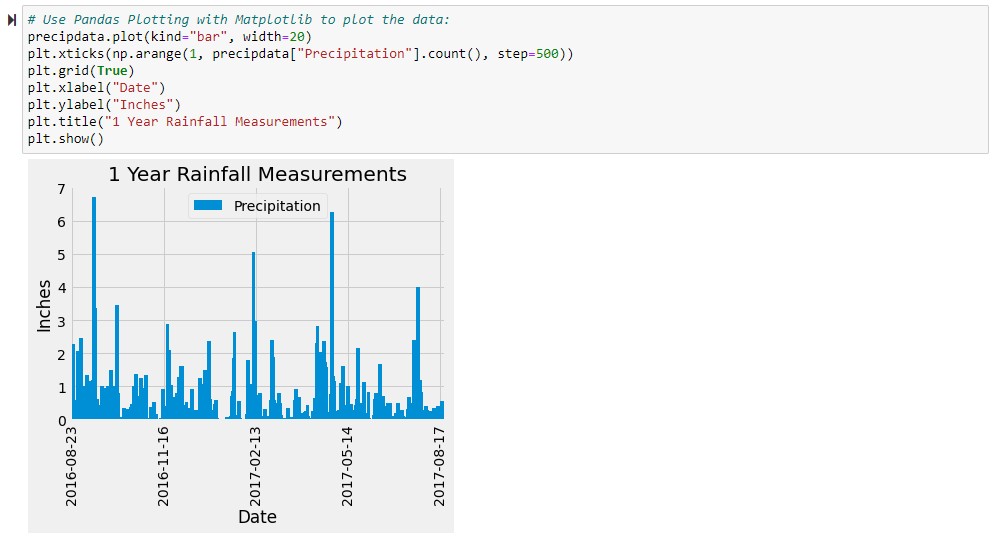 # Use Pandas Plotting with Matplotlib to plot the data:
precipdata.plot(kind="bar", width=20)
plt.xticks(np.arange(1, precipdata["Precipitation"].count(), step=500))
plt.grid(True)
plt.xlabel("Date")
plt.ylabel("Inches")
plt.title("1 Year Rainfall Measurements")
plt.show()
1 Year Rainfall Measurements
Precipitation
7
6
5
4
3
2
1
0
Inches
2016-08-23
2016-11-16
2017-02-13
2017-05-14
2017-08-17
Date